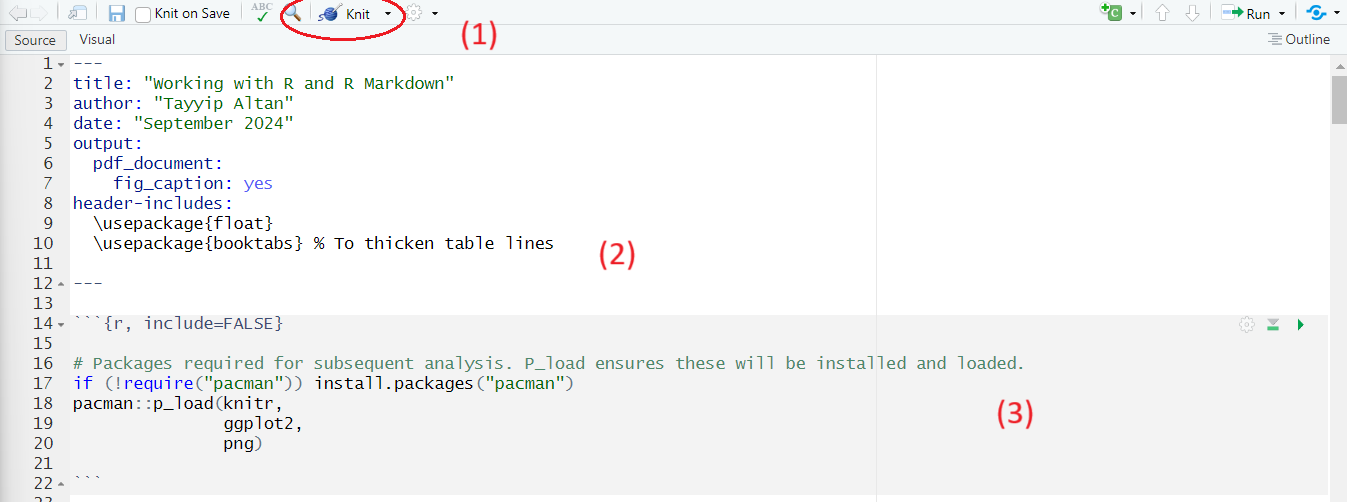 Knit on Save ABC Knit C Run
(1)
Source Visual Outline
1 ---
2 title: "Working with R and R Markdown"
3 author: "Tayyip Altan"
4 date: "September 2024"
5 output:
6   pdf_document:
7     fig_caption: yes
8 header-includes:
9   \usepackage{float}
10   \usepackage{booktabs} % To thicken table lines
(2)
11
12 ---
13
14 ```{r, include=FALSE}
15
16 # Packages required for subsequent analysis. P_load ensures these will be installed and loaded.
17 if (!require("pacman")) install.packages("pacman")
18 pacman::p_load(knitr,
19                ggplot2,
(3)
20                png)
21
22 ```
23